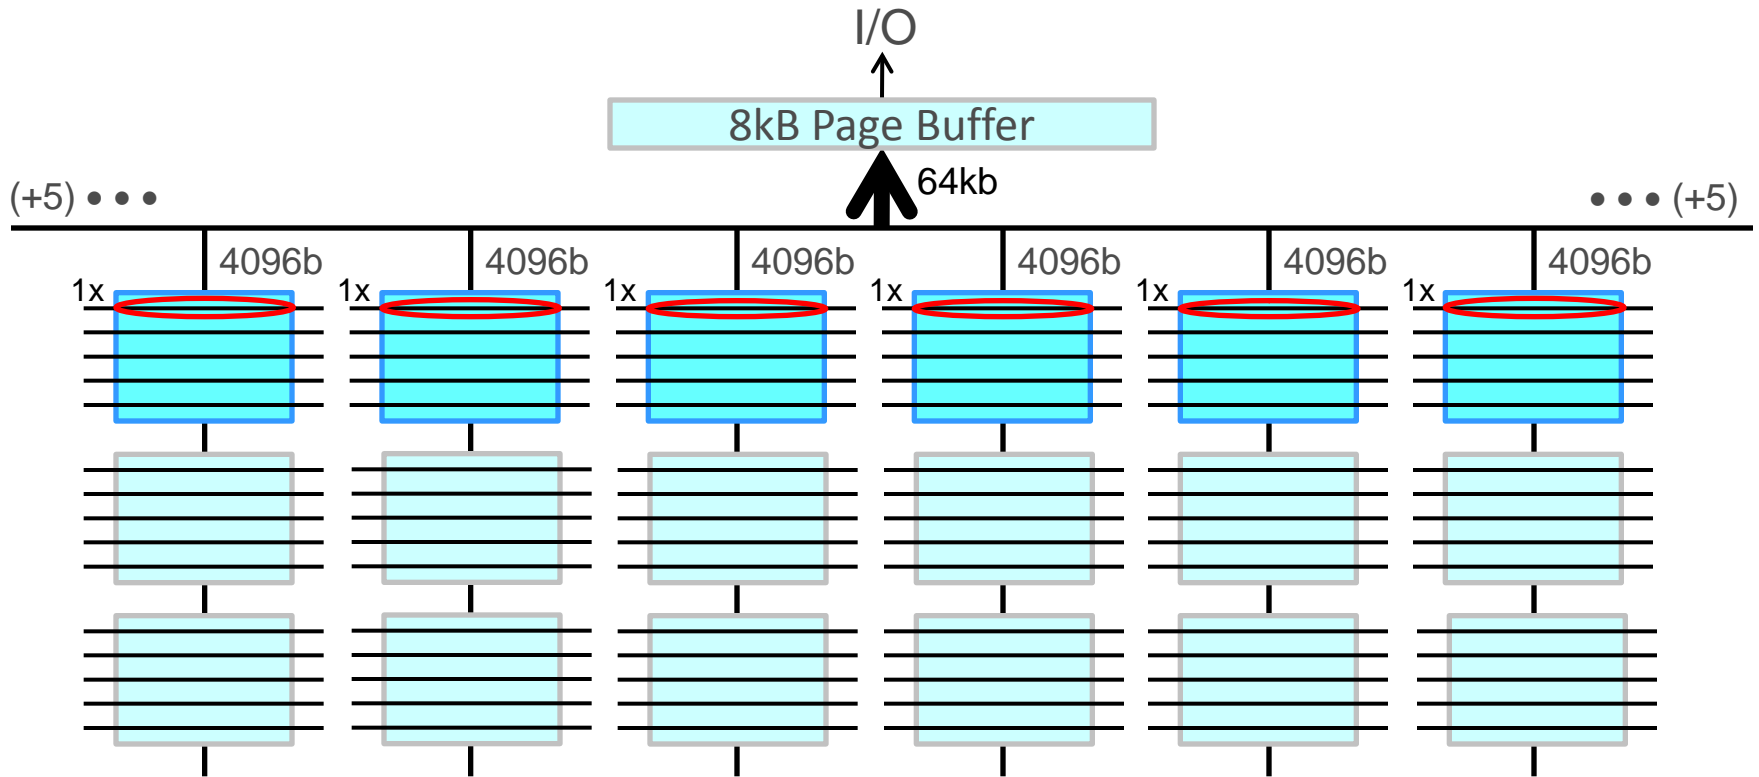 I/O
8kB Page Buffer
64kb
(+5) ••• ••• (+5)
4096b 4096b 4096b 4096b 4096b 4096b
1x 1x 1x 1x 1x 1x